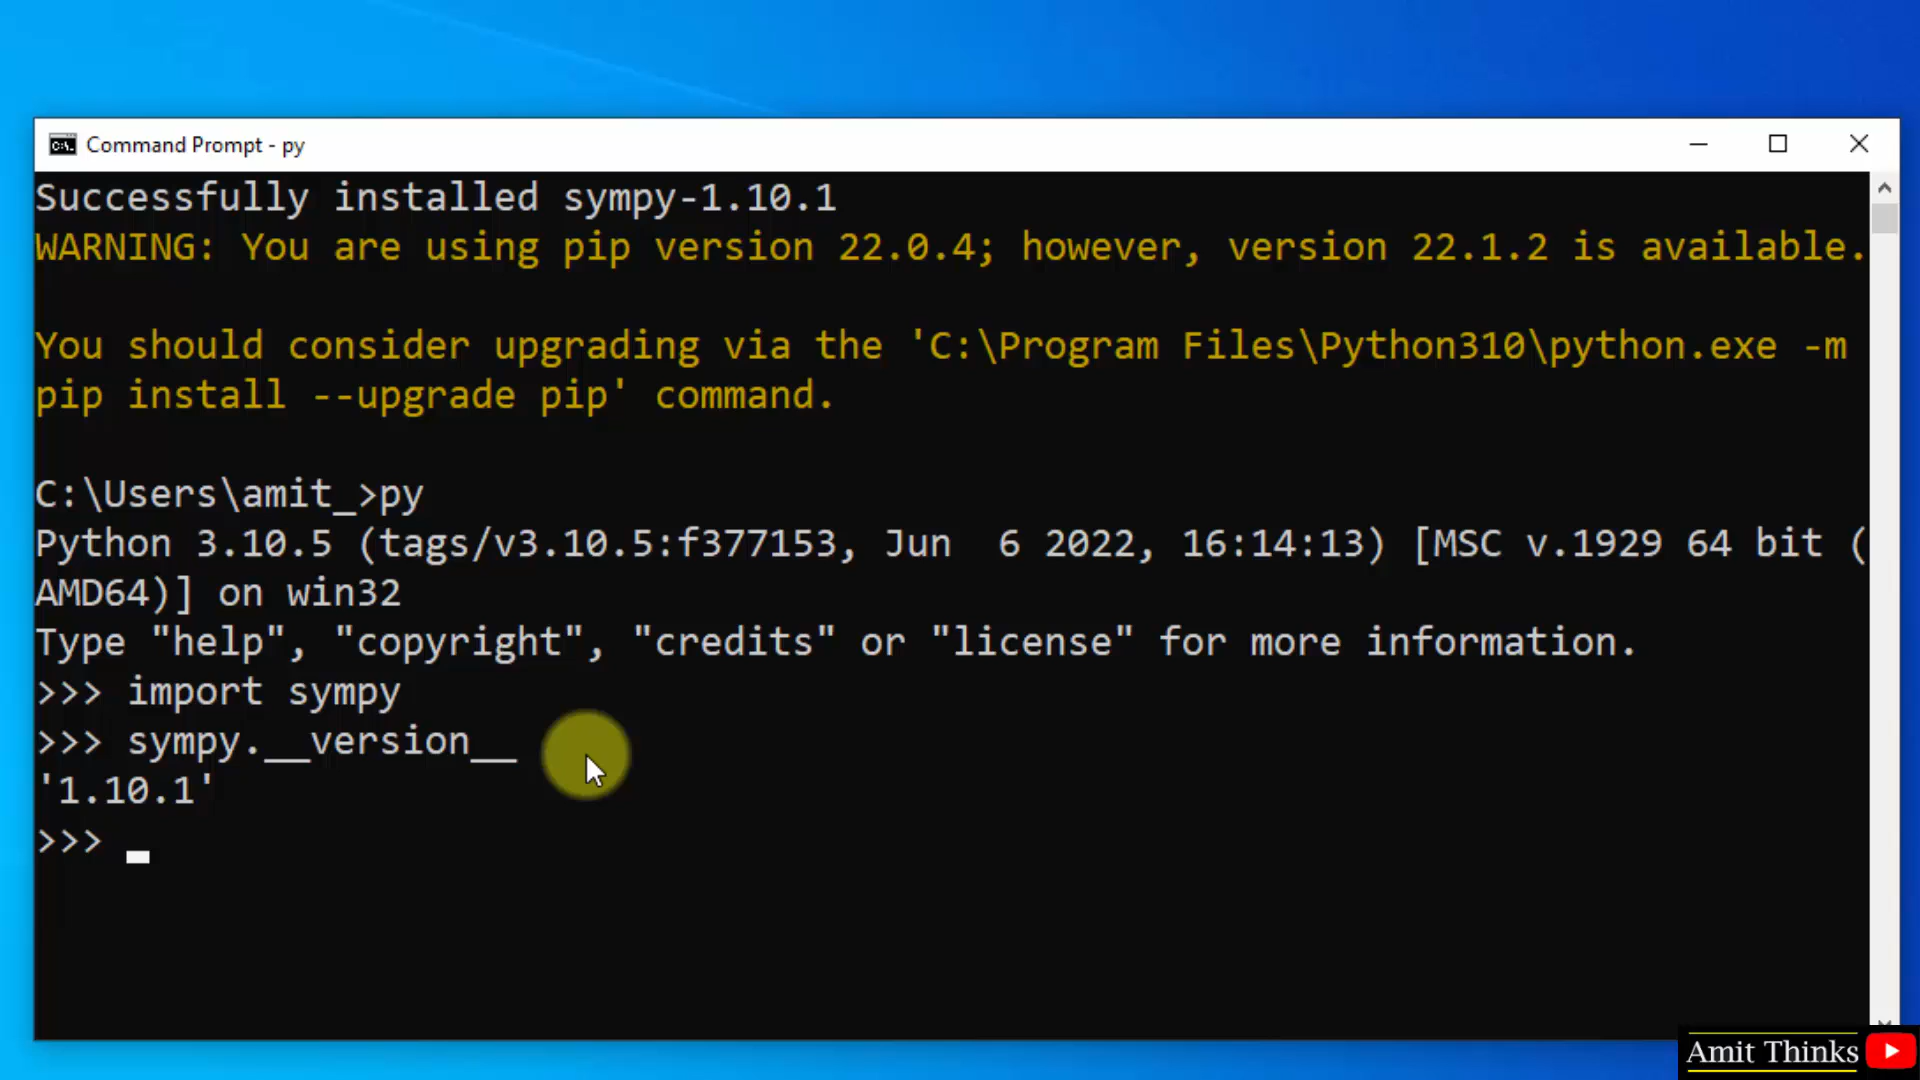 Command Prompt - py
Successfully installed sympy-1.10.1
WARNING: You are using pip version 22.0.4; however, version 22.1.2 is available.
You should consider upgrading via the 'C:\Program Files\Python310\python.exe -m
pip install --upgrade pip' command.
C:\Users\amit_>py
Python 3.10.5 (tags/v3.10.5:f377153, Jun  6 2022, 16:14:13) [MSC v.1929 64 bit (
AMD64)] on win32
Type "help", "copyright", "credits" or "license" for more information.
>>> import sympy
>>> sympy.__version__
'1.10.1'
>>>
Amit Thinks